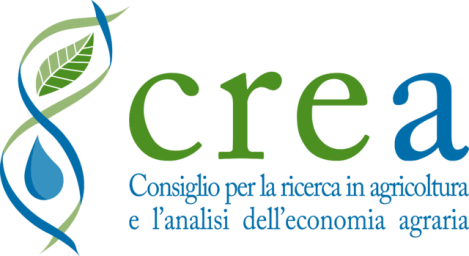 crea
Consiglio per la ricerca in agricoltura
e l'analisi dell'economia agraria